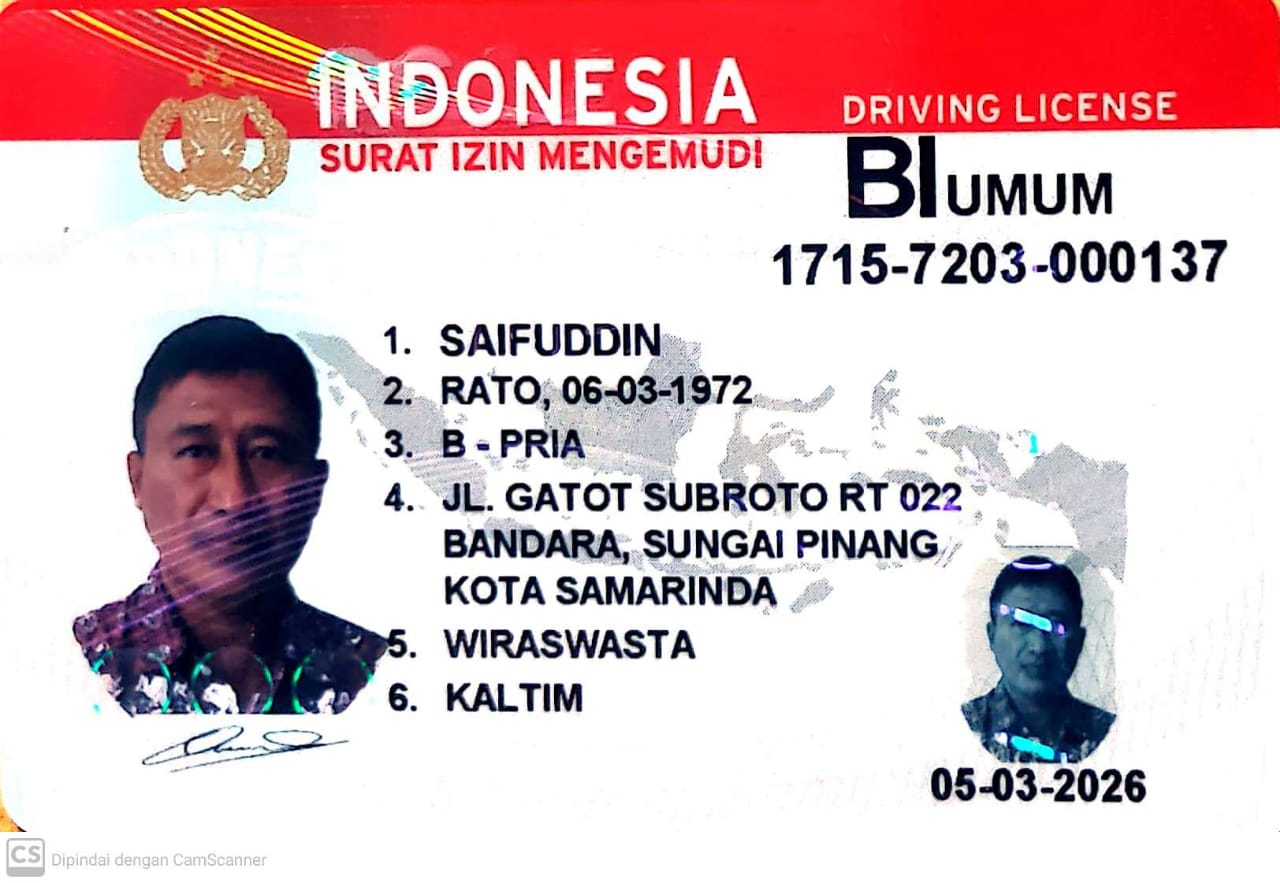 INDONESIA
SURAT IZIN MENGEMUDI
DRIVING LICENSE
BI UMUM
1715-7203-000137
1. SAIFUDDIN
2. RATO, 06-03-1972
3. B - PRIA
4. JL. GATOT SUBROTO RT 022
BANDARA, SUNGAI PINANG
KOTA SAMARINDA
5. WIRASWASTA
6. KALTIM
05-03-2026
CS Dipindai dengan CamScanner